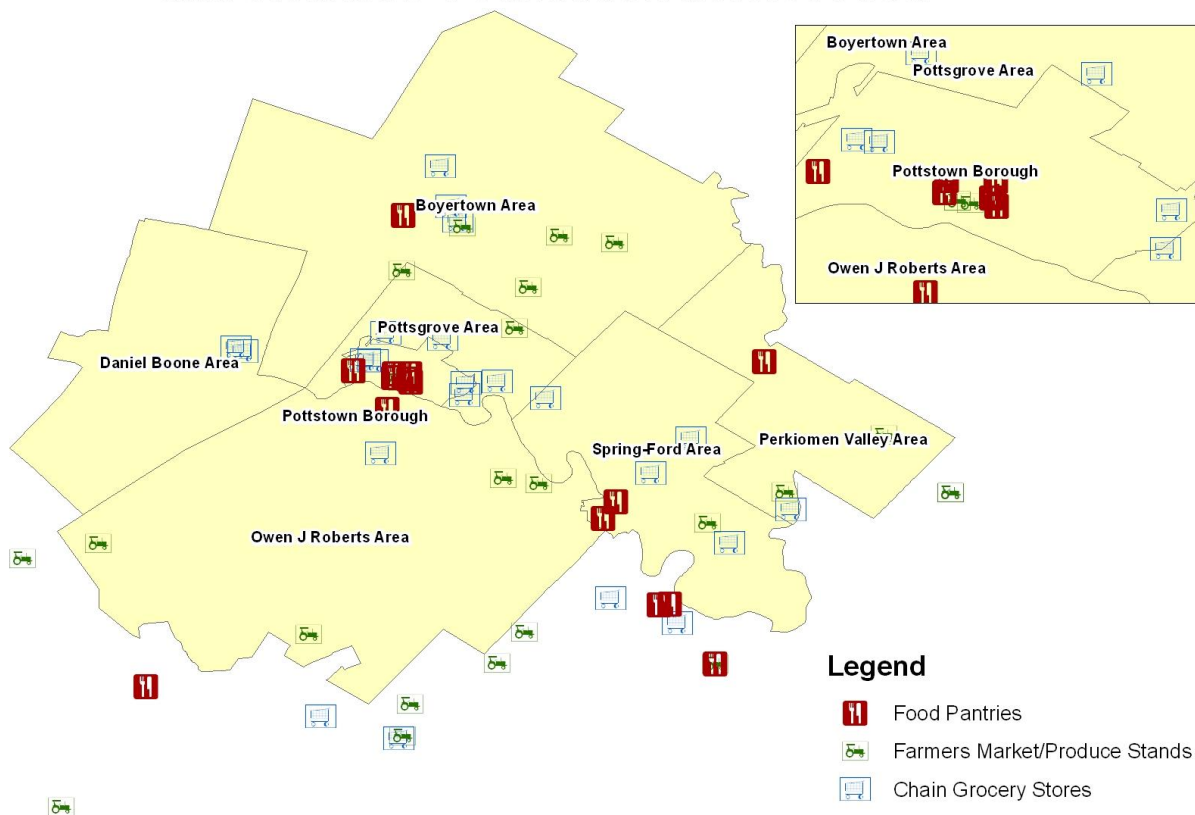 Boyertown Area
Pottsgrove Area
Pottstown Borough
Owen J Roberts Area
Boyertown Area
Pottsgrove Area
Daniel Boone Area
Pottstown Borough
Spring-Ford Area
Perkiomen Valley Area
Owen J Roberts Area
Legend
Food Pantries
Farmers Market/Produce Stands
Chain Grocery Stores